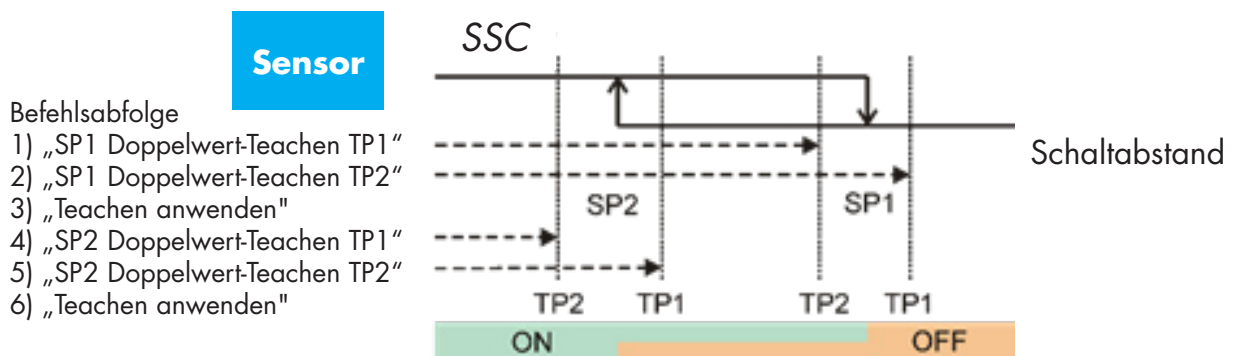 SSC
Sensor
Befehlsabfolge
1) „SP1 Doppelwert-Teachen TP1“
2) „SP1 Doppelwert-Teachen TP2“
3) „Teachen anwenden"
4) „SP2 Doppelwert-Teachen TP1“
5) „SP2 Doppelwert-Teachen TP2“
6) „Teachen anwenden"
Schaltabstand
SP2 SP1
TP2 TP1 TP2 TP1
ON OFF